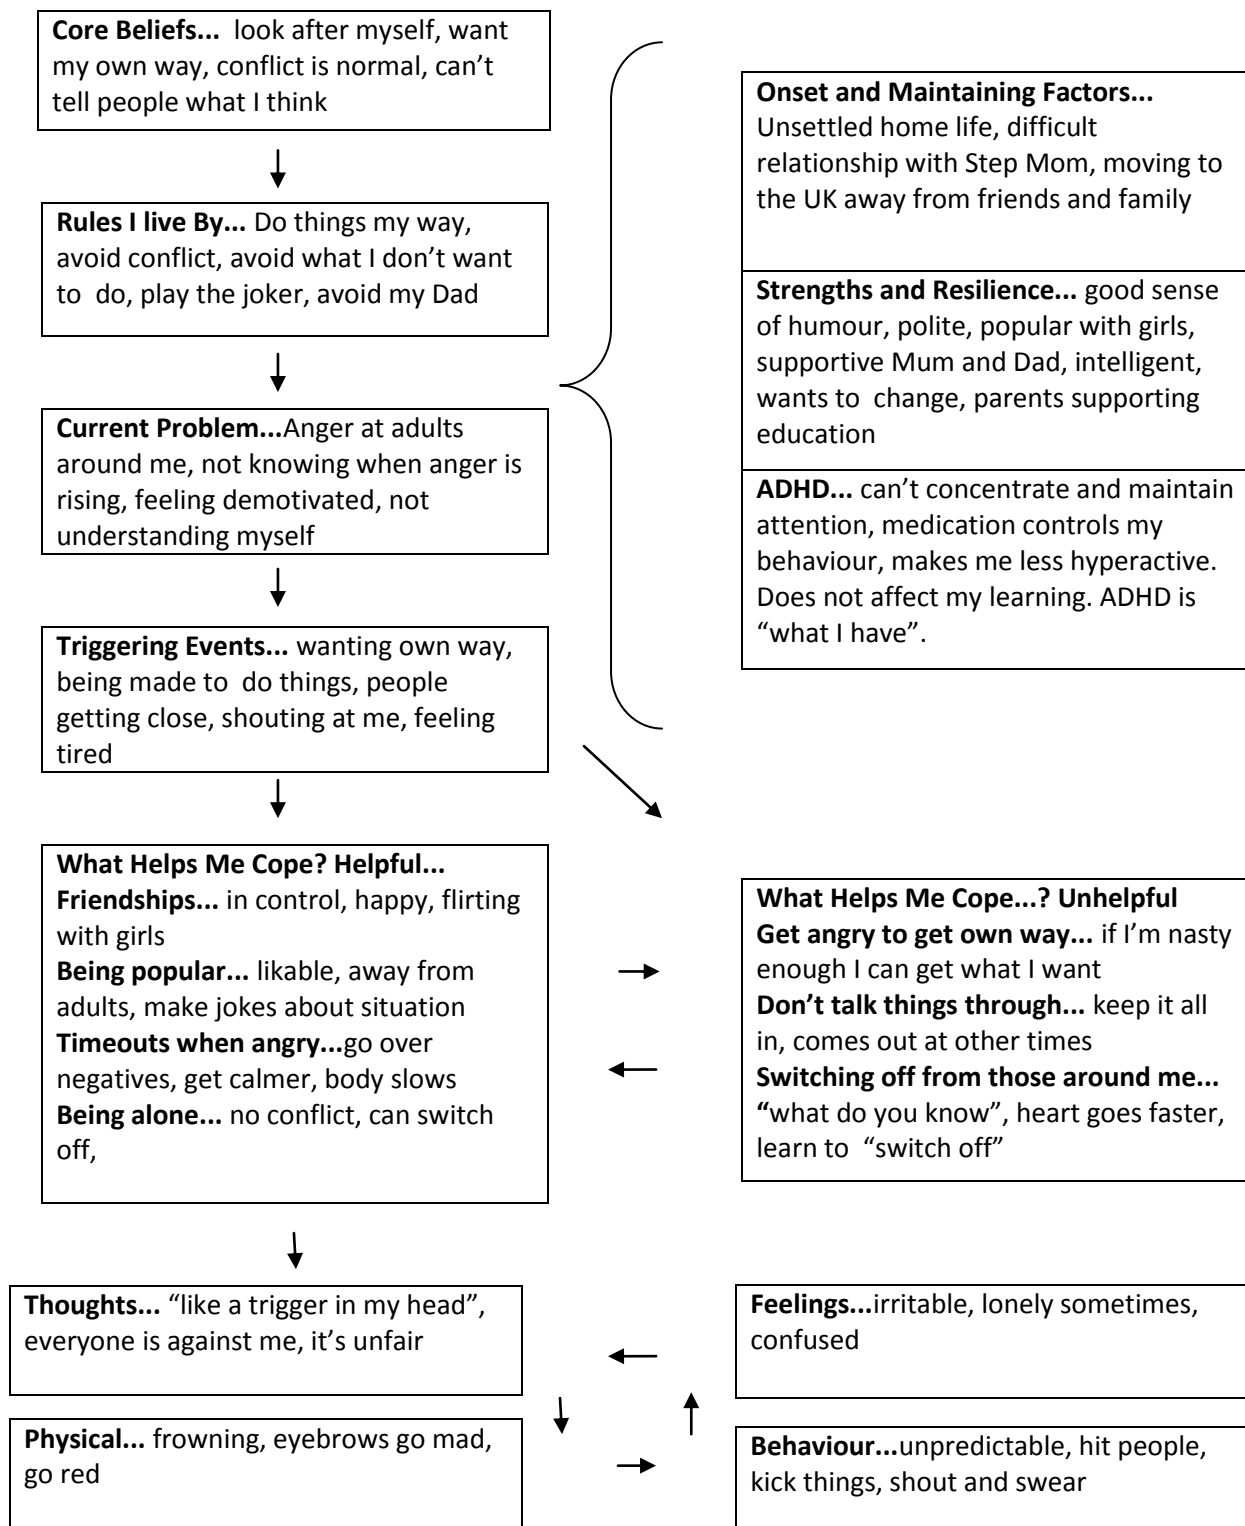 Core Beliefs... look after myself, want
my own way, conflict is normal, can’t
tell people what I think
Rules I live By... Do things my way,
avoid conflict, avoid what I don’t want
to do, play the joker, avoid my Dad
Current Problem...Anger at adults
around me, not knowing when anger is
rising, feeling demotivated, not
understanding myself
Triggering Events... wanting own way,
being made to do things, people
getting close, shouting at me, feeling
tired
Onset and Maintaining Factors...
Unsettled home life, difficult
relationship with Step Mom, moving to
the UK away from friends and family
Strengths and Resilience... good sense
of humour, polite, popular with girls,
supportive Mum and Dad, intelligent,
wants to change, parents supporting
education
ADHD... can’t concentrate and maintain
attention, medication controls my
behaviour, makes me less hyperactive.
Does not affect my learning. ADHD is
“what I have”.
What Helps Me Cope? Helpful...
Friendships... in control, happy, flirting
with girls
Being popular... likable, away from
adults, make jokes about situation
Timeouts when angry...go over
negatives, get calmer, body slows
Being alone... no conflict, can switch
off,
What Helps Me Cope...? Unhelpful
Get angry to get own way... if I’m nasty
enough I can get what I want
Don’t talk things through... keep it all
in, comes out at other times
Switching off from those around me...
“what do you know”, heart goes faster,
learn to “switch off”
Thoughts... “like a trigger in my head”,
everyone is against me, it’s unfair
Feelings...irritable, lonely sometimes,
confused
Physical... frowning, eyebrows go mad,
go red
Behaviour...unpredictable, hit people,
kick things, shout and swear